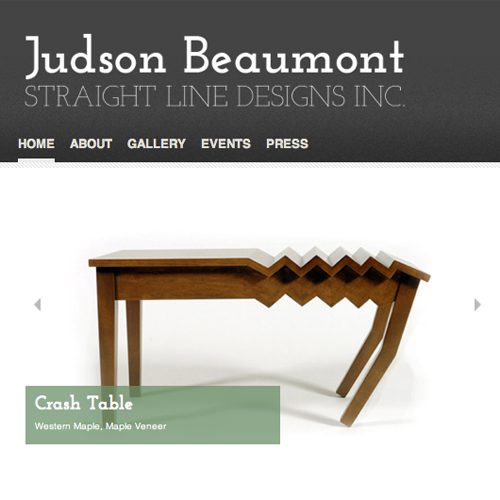 Judson Beaumont
STRAIGHT LINE DESIGNS INC.
HOME ABOUT GALLERY EVENTS PRESS
Crash Table
Western Maple, Maple Veneer